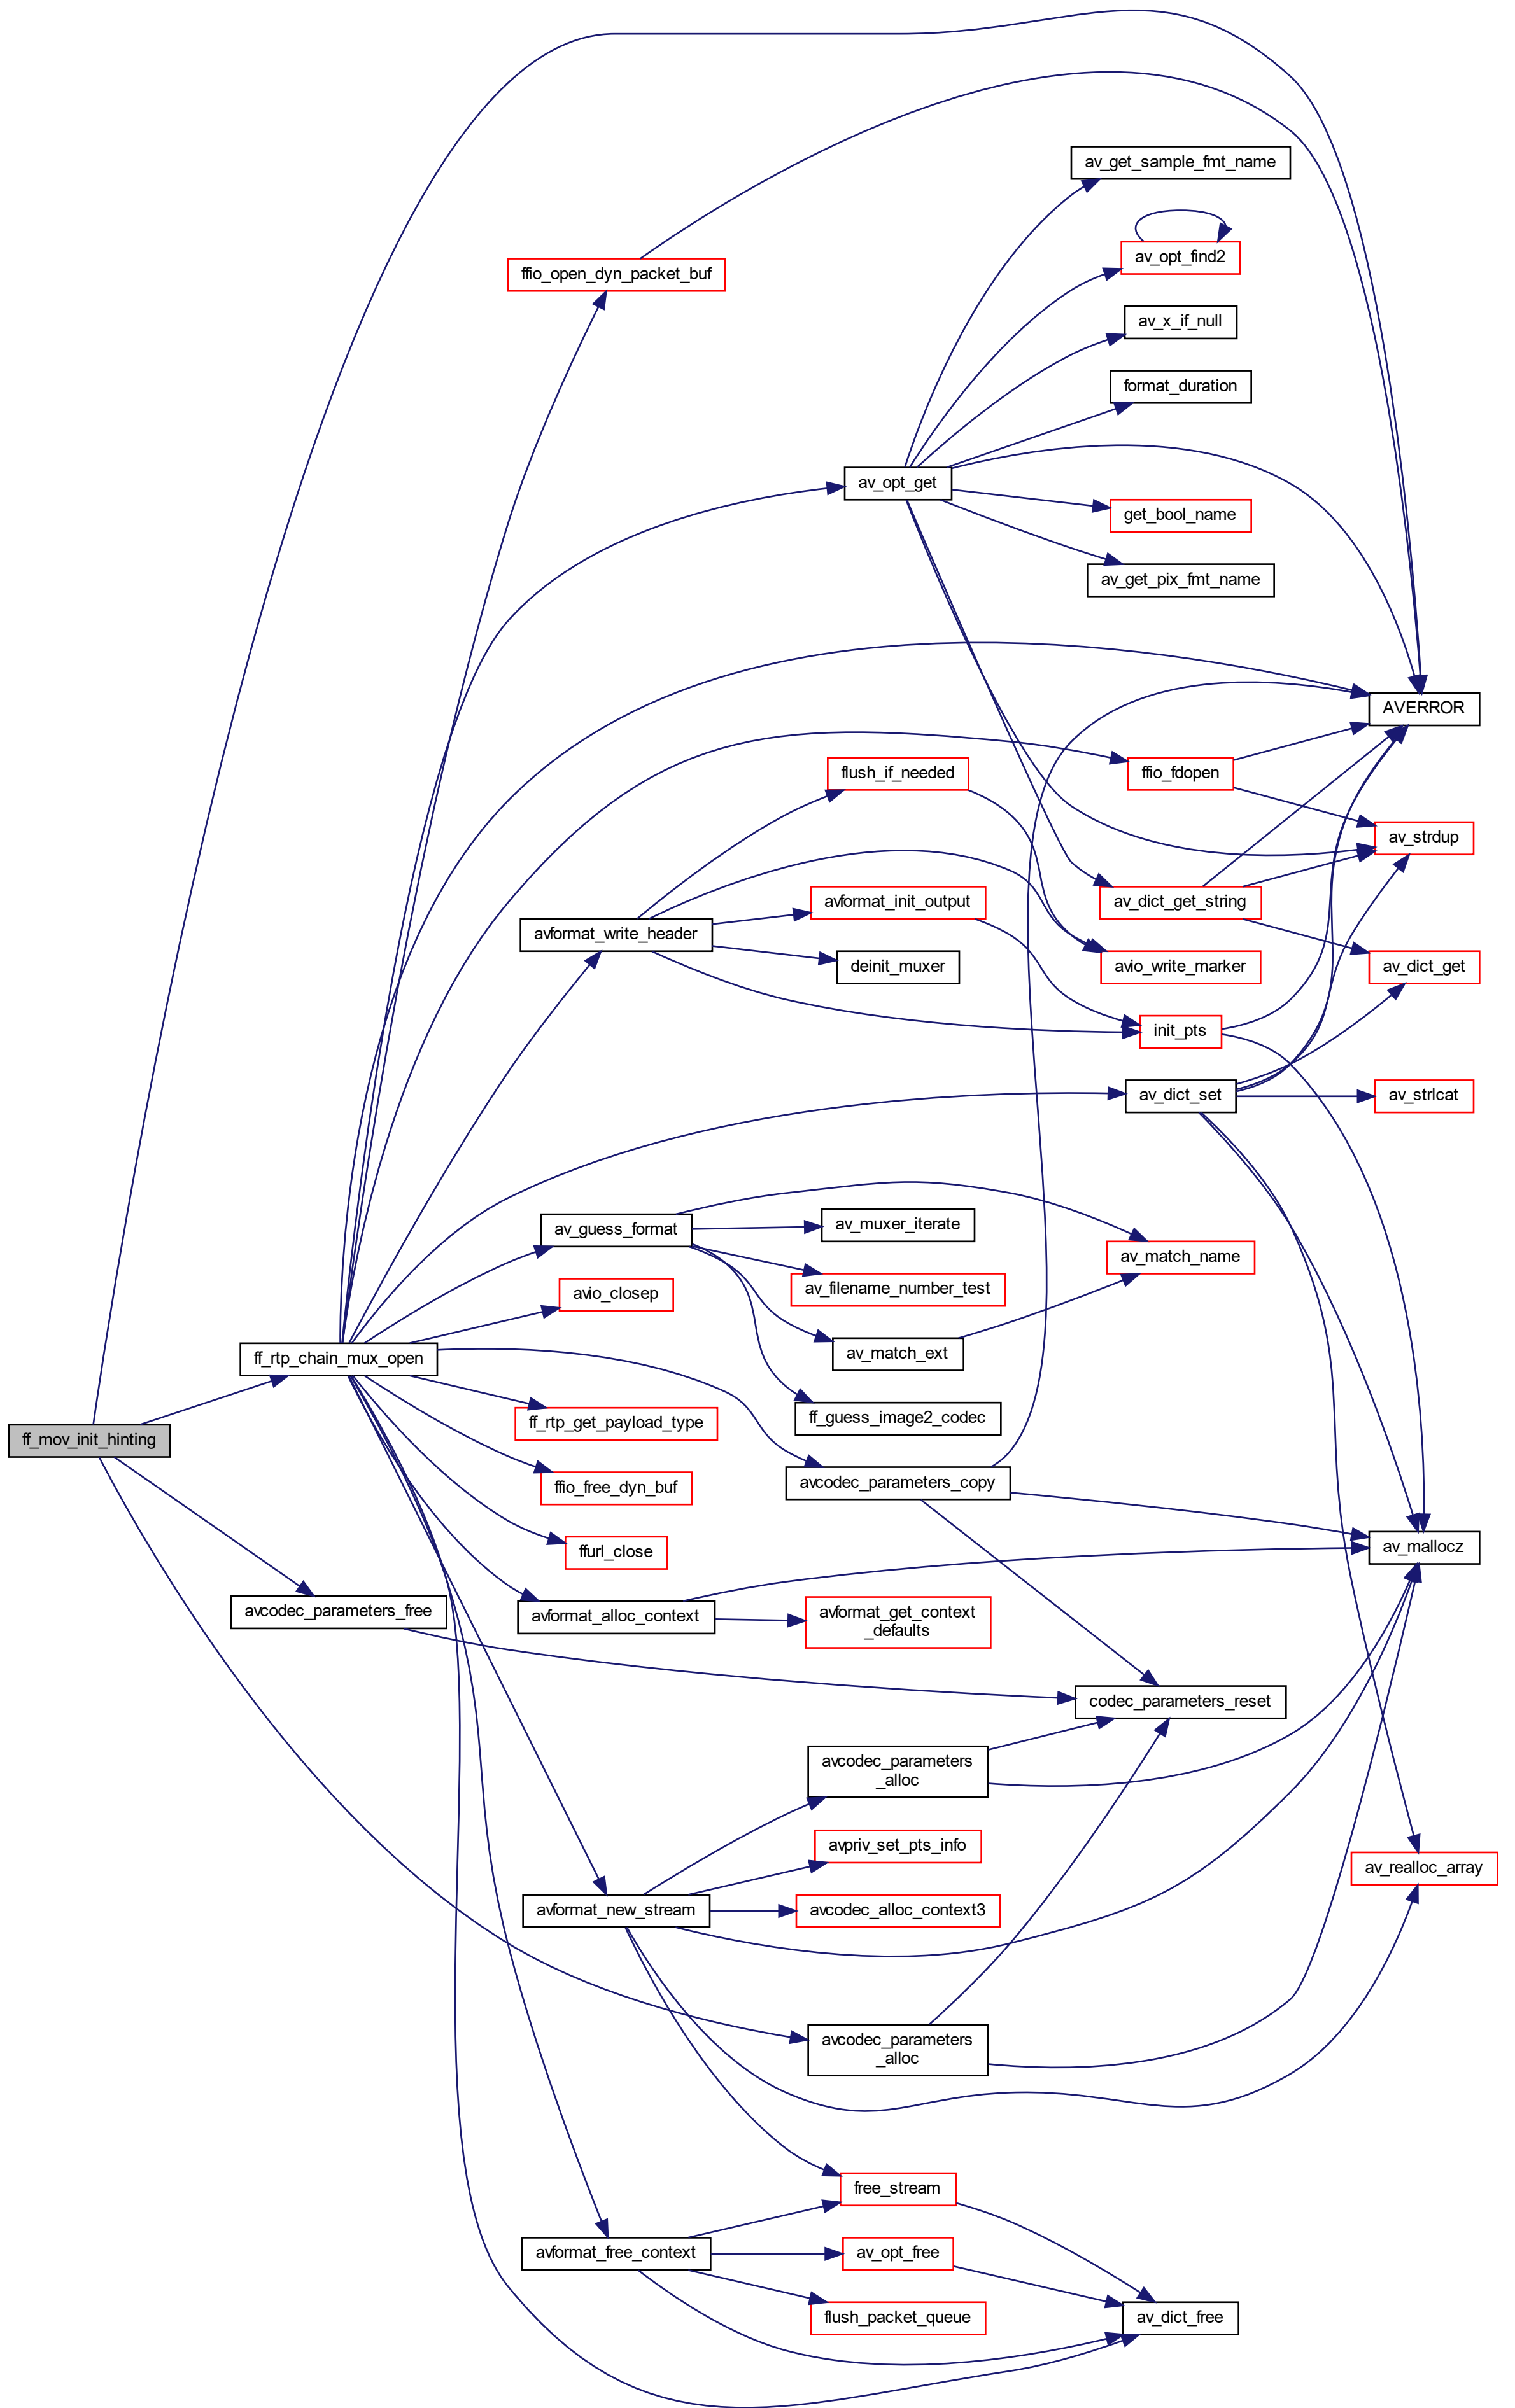 av_get_sample_fmt_name
av_opt_find2
ffio_open_dyn_packet_buf
av_x_if_null
format_duration
av_opt_get
get_bool_name
av_get_pix_fmt_name
AVERROR
flush_if_needed
ffio_fdopen
av_strdup
avformat_init_output
av_dict_get_string
avformat_write_header
deinit_muxer
avio_write_marker
av_dict_get
init_pts
av_dict_set
av_strlcat
av_guess_format
av_muxer_iterate
av_match_name
avio_closep
av_filename_number_test
ff_rtp_chain_mux_open
av_match_ext
ff_rtp_get_payload_type
ff_guess_image2_codec
ff_mov_init_hinting
ffio_free_dyn_buf
avcodec_parameters_copy
ffurl_close
av_mallocz
avcodec_parameters_free
avformat_alloc_context
avformat_get_context
_defaults
codec_parameters_reset
avcodec_parameters
_alloc
avpriv_set_pts_info
av_realloc_array
avformat_new_stream
avcodec_alloc_context3
avcodec_parameters
_alloc
free_stream
avformat_free_context
av_opt_free
flush_packet_queue
av_dict_free